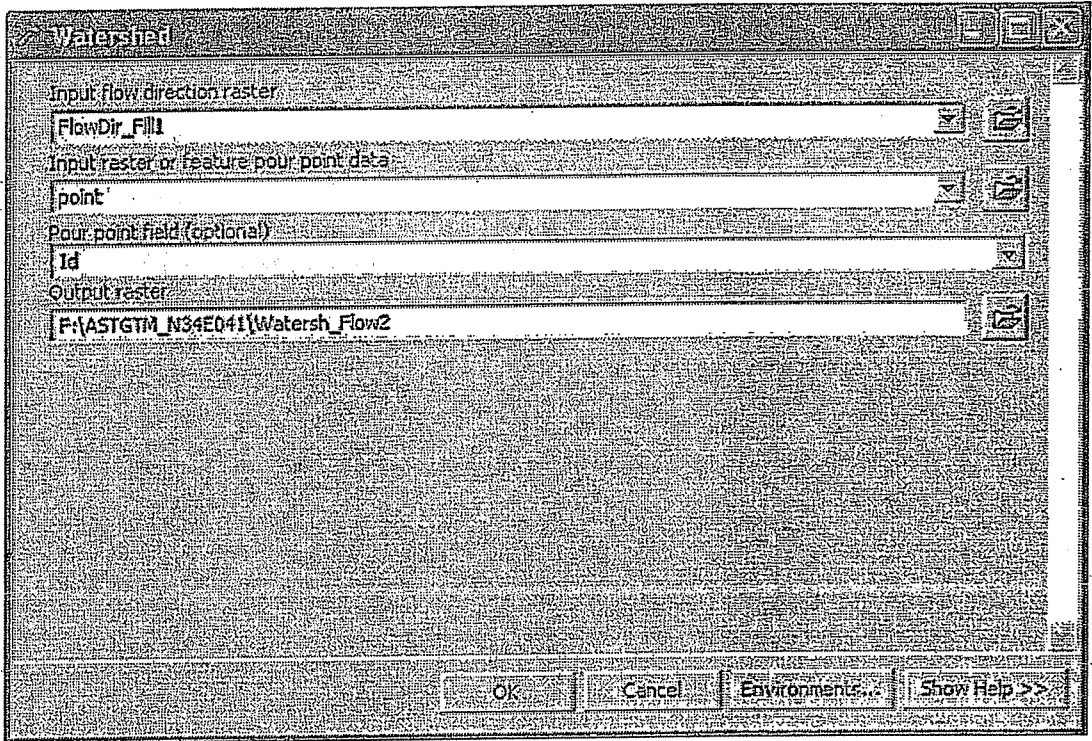 Watershed
Input flow direction raster
FlowDir_Fill1
Input raster or feature pour point data
point
Pour point field (optional)
Id
Output raster
F:\ASTGTM_N34E041\Watersh_Flow2
OK
Cancel
Environments...
Show Help >>